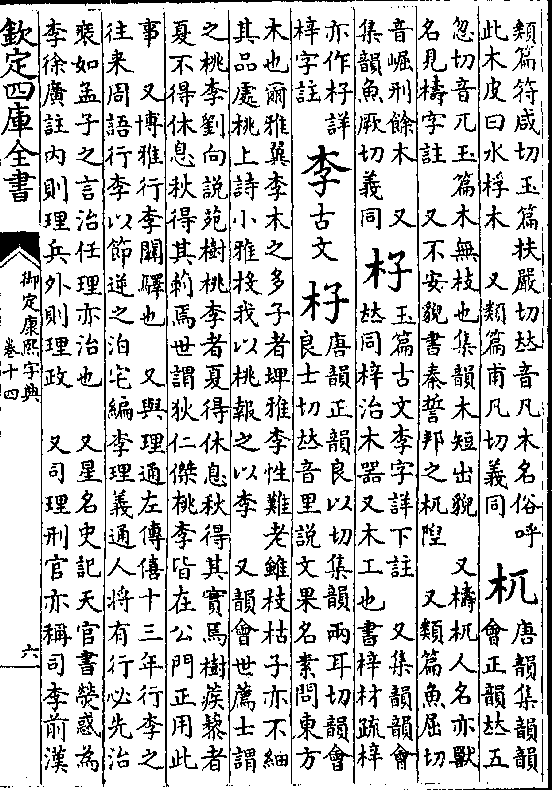 類篇符咸切玉篇扶嚴切𠀤音凡木名俗呼
此木皮曰水桴木 又類篇甫凡切義同
杌
唐韻集韻韻
會正韻𠀤五
忽切音兀玉篇木無枝也集韻木短出貌 又檮杌人名亦獸
名見檮字註 又不安貌書秦誓邦之杌隉 又類篇魚屈切
音崛刑餘木 又
集韻魚厥切義同
杍
玉篇古文李字詳下註 又集韻韻會
𠀤同梓治木器又木工也書梓材疏梓
亦作杍詳
梓字註
李
古文
杍
唐韻正韻良以切集韻兩耳切韻會
良士切𠀤音里說文果名素問東方
木也爾雅翼李木之多子者埤雅李性難老雖枝枯子亦不細
其品處桃上詩小雅投我以桃報之以李 又韻會世薦士謂
之桃李劉向說苑樹桃李者夏得休息秋得其實焉樹蒺藜者
夏不得休息秋得其刺焉世謂狄仁傑桃李皆在公門正用此
事 又博雅行李關驛也 又與理通左傳僖十三年行李之
往來周語行李以節逆之泊宅編李理義通人將有行必先治
裝如孟子之言治任理亦治也 又星名史記天官書熒惑為
李徐廣註內則理兵外則理政 又司理刑官亦稱司李前漢
欽定四庫全書
御定康熙字典
卷十四
六